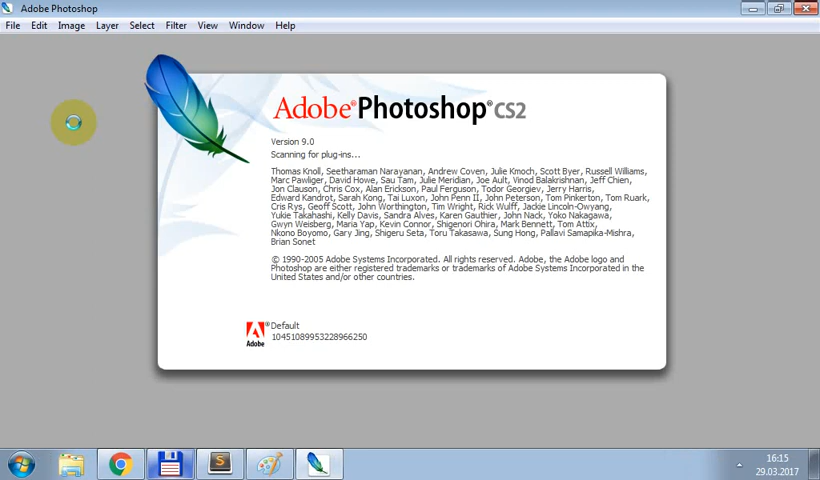 Adobe Photoshop
File Edit Image Layer Select Filter View Window Help
Adobe® Photoshop® CS2
Version 9.0
Scanning for plug-ins...
Thomas Knoll, Seetharaman Narayanan, Andrew Coven, Julie Kmoch, Scott Byer, Russell Williams,
Marc Pawliger, David Howe, Sau Tam, Julie Meridian, Joe Ault, Vinod Balakrishnan, Jeff Chien,
Jon Clauson, Chris Cox, Alan Erickson, Paul Ferguson, Todor Georgiev, Jerry Harris,
Edward Kandrot, Sarah Kong, Tai Luxon, John Penn II, John Peterson, Tom Pinkerton, Tom Ruark,
Cris Rys, Geoff Scott, John Worthington, Tim Wright, Rick Wulff, Jackie Lincoln-Owyang,
Yukie Takahashi, Kelly Davis, Sandra Alves, Karen Gauthier, John Nack, Yoko Nakagawa,
Gwyn Weisberg, Maria Yap, Kevin Connor, Shigenori Ohira, Mark Bennett, Tom Attix,
Nkono Boyomo, Gary Jing, Shigeru Seta, Toru Takasawa, Sung Hong, Pallavi Samapika-Mishra,
Brian Sonet
© 1990-2005 Adobe Systems Incorporated. All rights reserved. Adobe, the Adobe logo and
Photoshop are either registered trademarks or trademarks of Adobe Systems Incorporated in the
United States and/or other countries.
® Default
10451089953228966250
Adobe
16:15
29.03.2017